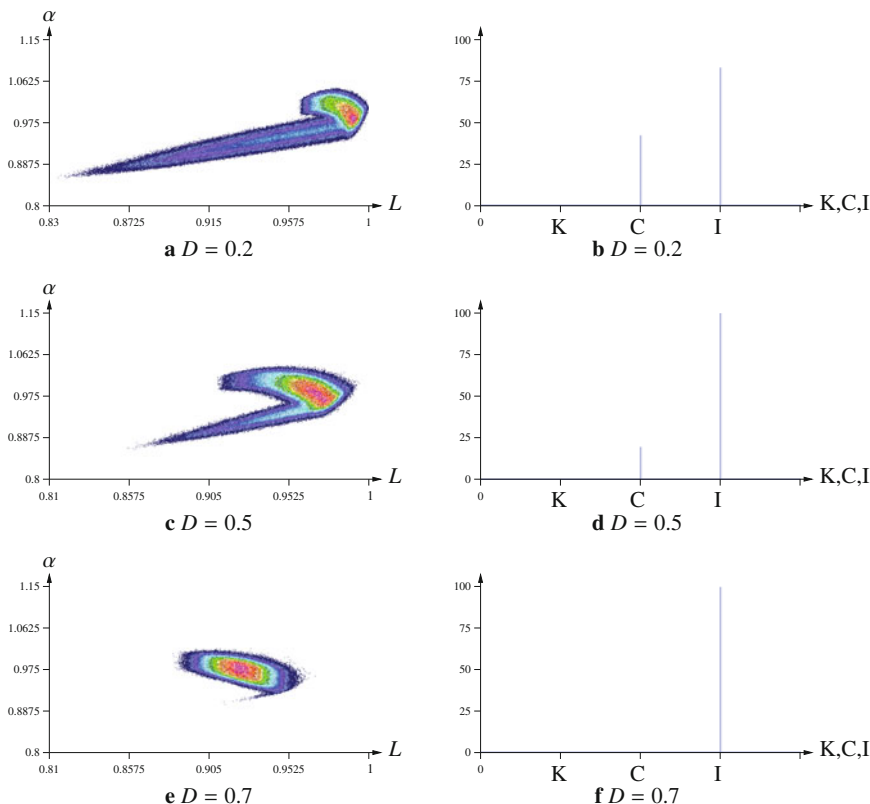 α
1.15
1.0625
0.975
0.8875
0.8
0.83 0.8725 0.915 0.9575 1 L
a D = 0.2
100
75
50
25
0
0 K C I K,C,I
b D = 0.2
α
1.15
1.0625
0.975
0.8875
0.8
0.81 0.8575 0.905 0.9525 1 L
c D = 0.5
100
75
50
25
0
0 K C I K,C,I
d D = 0.5
α
1.15
1.0625
0.975
0.8875
0.8
0.81 0.8575 0.905 0.9525 1 L
e D = 0.7
100
75
50
25
0
0 K C I K,C,I
f D = 0.7